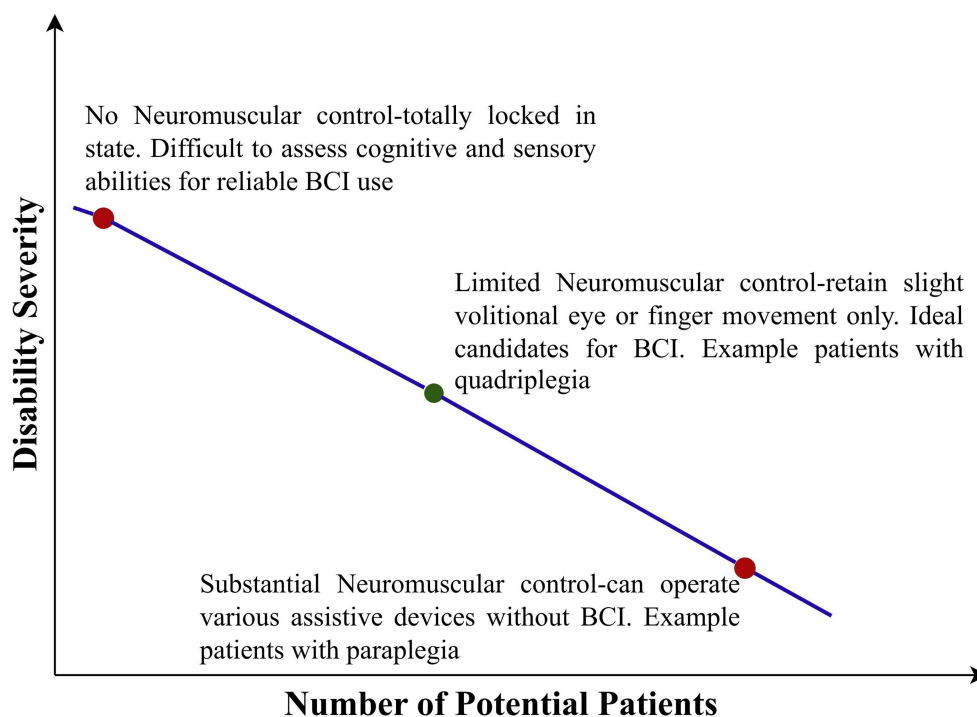 No Neuromuscular control-totally locked in
state. Difficult to assess cognitive and sensory
abilities for reliable BCI use
Disability Severity
Limited Neuromuscular control-retain slight
volitional eye or finger movement only. Ideal
candidates for BCI. Example patients with
quadriplegia
Substantial Neuromuscular control-can operate
various assistive devices without BCI. Example
patients with paraplegia
Number of Potential Patients